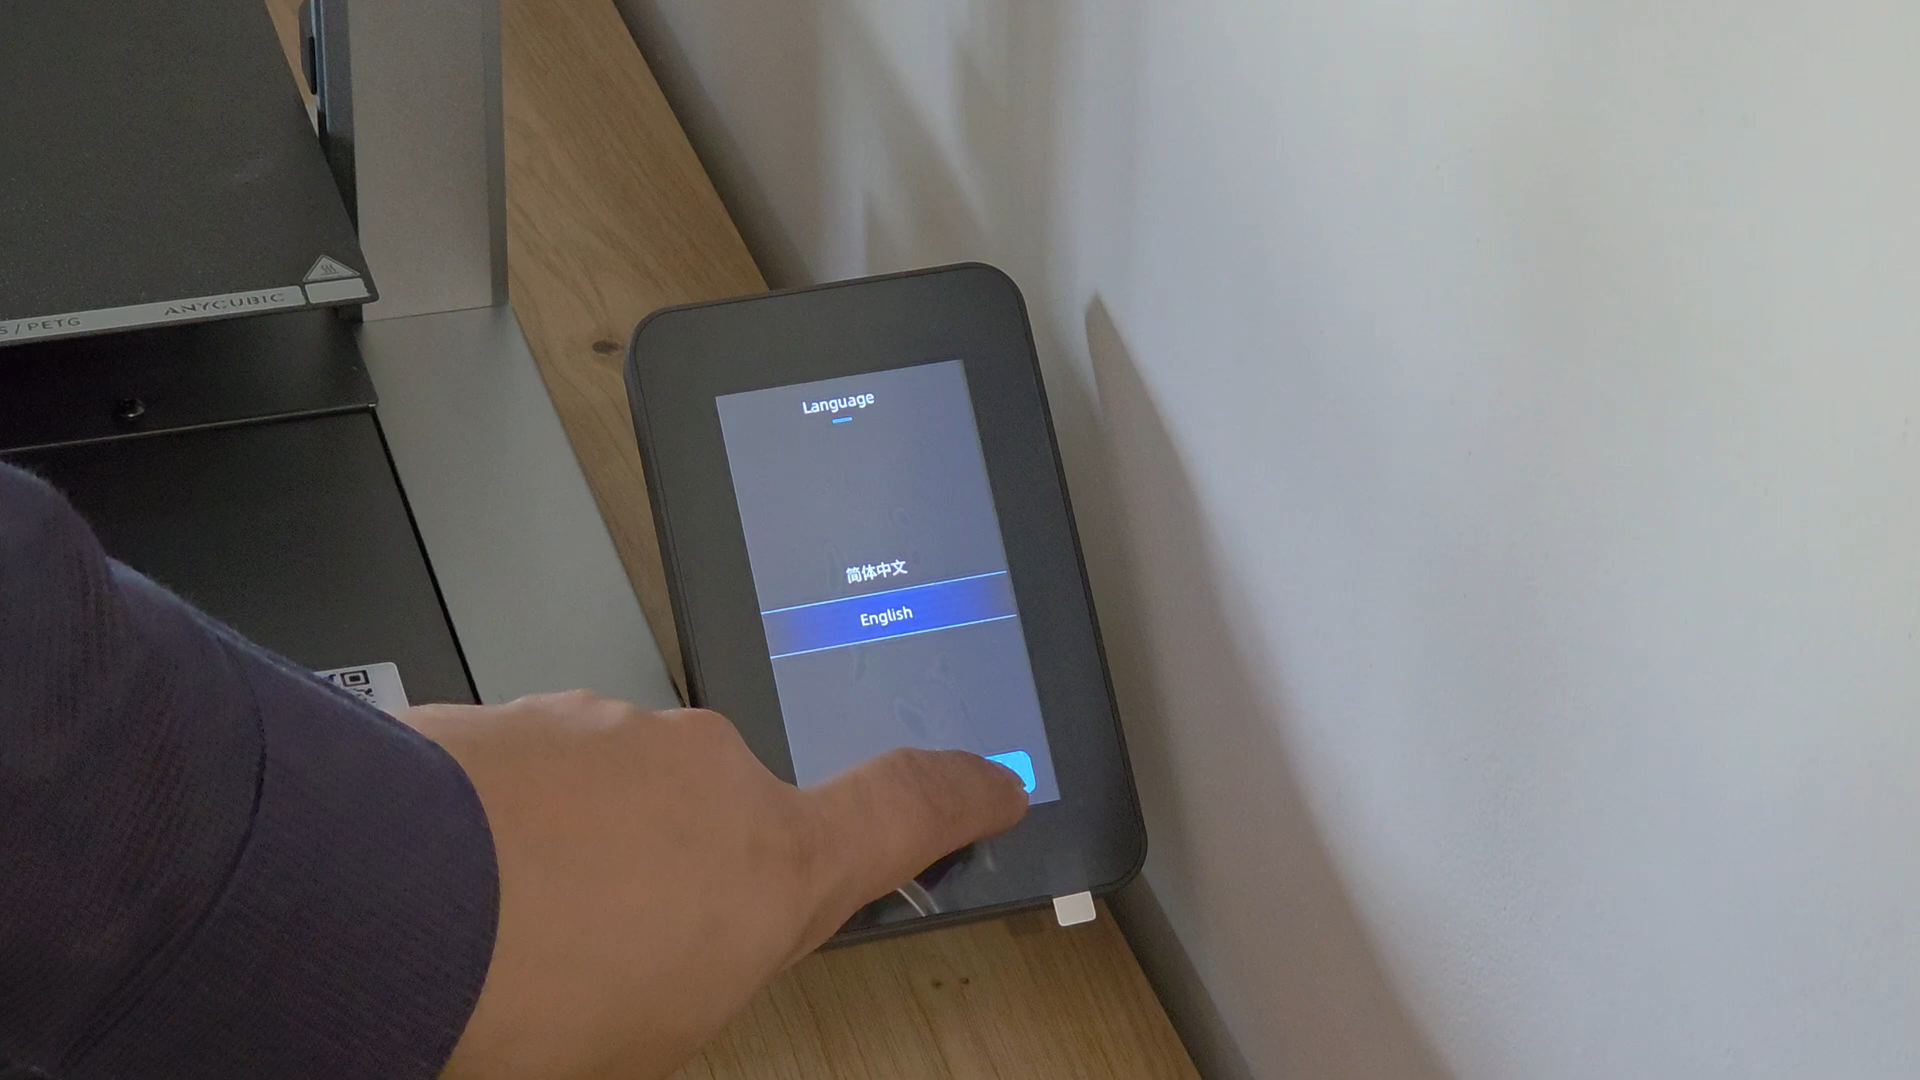 ANYCUBIC
/ PETG
Language
简体中文
English